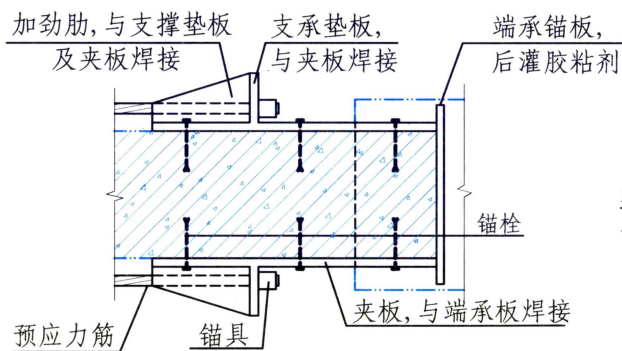 加劲肋,与支撑垫板
及夹板焊接
支承垫板,
与夹板焊接
端承锚板,
后灌胶粘剂
锚栓
夹板,与端承板焊接
预应力筋
锚具